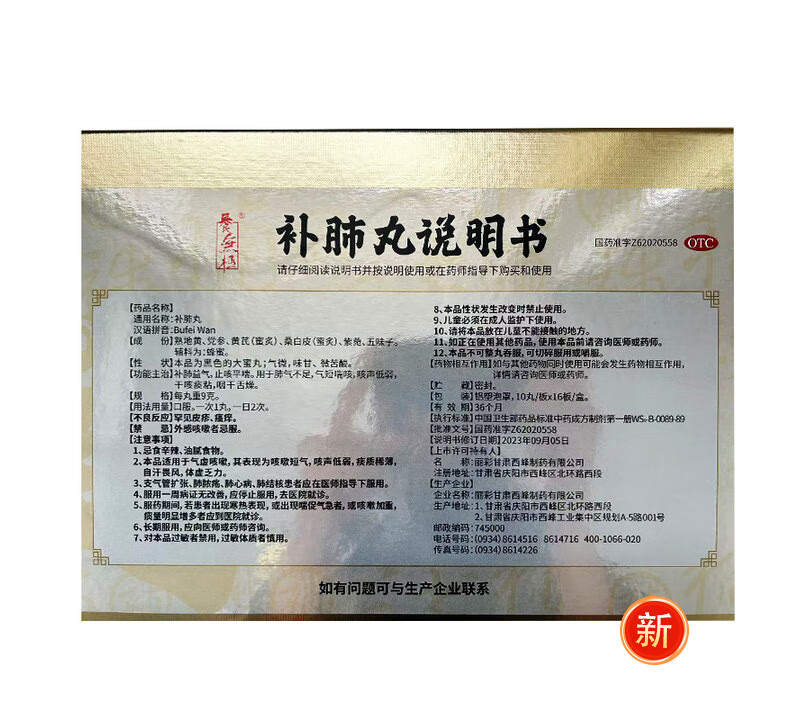 養無極®
补肺丸说明书
国药准字Z62020558 OTC
请仔细阅读说明书并按说明使用或在药师指导下购买和使用
【药品名称】
通用名称：补肺丸
汉语拼音：Bufei Wan
【成 份】熟地黄、党参、黄芪(蜜炙)、桑白皮(蜜炙)、紫菀、五味子。
辅料为：蜂蜜。
【性 状】本品为黑色的大蜜丸；气微，味甘、微苦酸。
【功能主治】补肺益气，止咳平喘。用于肺气不足，气短喘咳，咳声低弱，
干咳痰粘，咽干舌燥。
【规 格】每丸重9克。
【用法用量】口服。一次1丸，一日2次。
【不良反应】罕见皮疹、瘙痒。
【禁 忌】外感咳嗽者忌服。
【注意事项】
1、忌食辛辣、油腻食物。
2、本品适用于气虚咳嗽，其表现为咳嗽短气，咳声低弱，痰质稀薄，
自汗畏风，体虚乏力。
3、支气管扩张、肺脓疡、肺心病、肺结核患者应在医师指导下服用。
4、服用一周病证无改善，应停止服用，去医院就诊。
5、服药期间，若患者出现寒热表现，或出现喘促气急者，或咳嗽加重，
痰量明显增多者应到医院就诊。
6、长期服用，应向医师或药师咨询。
7、对本品过敏者禁用，过敏体质者慎用。
8、本品性状发生改变时禁止使用。
9、儿童必须在成人监护下使用。
10、请将本品放在儿童不能接触的地方。
11、如正在使用其他药品，使用本品前请咨询医师或药师。
12、本品不可整丸吞服，可切碎服用或嚼服。
【药物相互作用】如与其他药物同时使用可能会发生药物相互作用，
详情请咨询医师或药师。
【贮 藏】密封。
【包 装】铝塑泡罩，10丸/板x16板/盒。
【有 效 期】36个月
【执行标准】中国卫生部药品标准中药成方制剂第一册WS₃-B-0089-89
【批准文号】国药准字Z62020558
【说明书修订日期】2023年09月05日
【上市许可持有人】
名 称：丽彩甘肃西峰制药有限公司
注册地址：甘肃省庆阳市西峰区北环路西段
【生产企业】
企业名称：丽彩甘肃西峰制药有限公司
生产地址：1.甘肃省庆阳市西峰区北环路西段
2.甘肃省庆阳市西峰工业集中区规划A-5路001号
邮政编码：745000
电话号码：(0934)8614516 8614716 400-1066-020
传真号码：(0934)8614226
如有问题可与生产企业联系
新